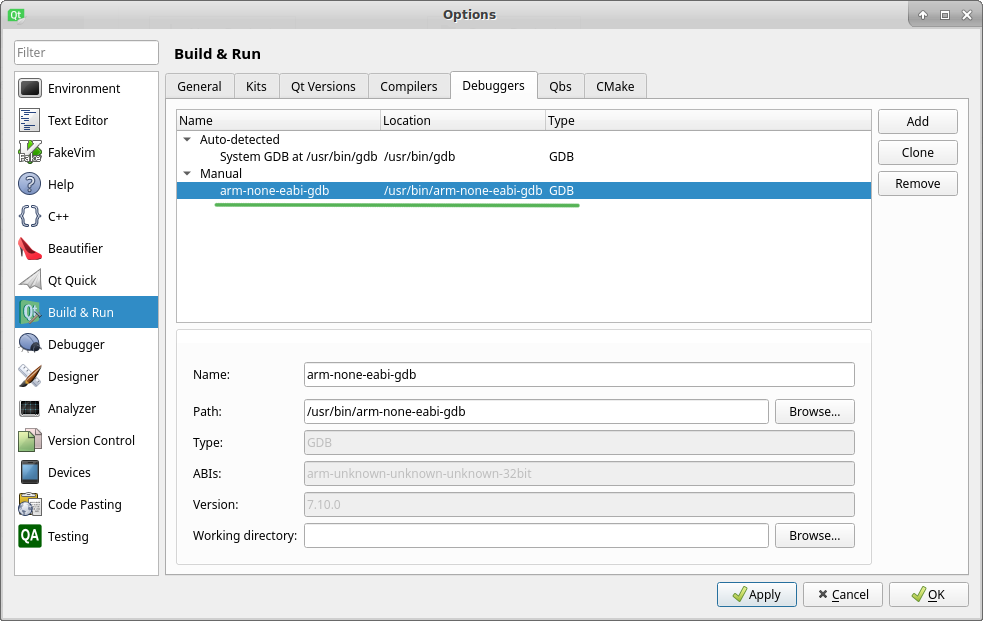 Qt
Options
Filter
Environment
Text Editor
FakeVim
Help
C++
Beautifier
Qt Quick
Build & Run
Debugger
Designer
Analyzer
Version Control
Devices
Code Pasting
QA Testing
Build & Run
General Kits Qt Versions Compilers Debuggers Qbs CMake
Name Location Type
Auto-detected
System GDB at /usr/bin/gdb /usr/bin/gdb GDB
Manual
arm-none-eabi-gdb /usr/bin/arm-none-eabi-gdb GDB
Add
Clone
Remove
Name: arm-none-eabi-gdb
Path: /usr/bin/arm-none-eabi-gdb Browse...
Type: GDB
ABIs: arm-unknown-unknown-unknown-32bit
Version: 7.10.0
Working directory: Browse...
Apply Cancel OK